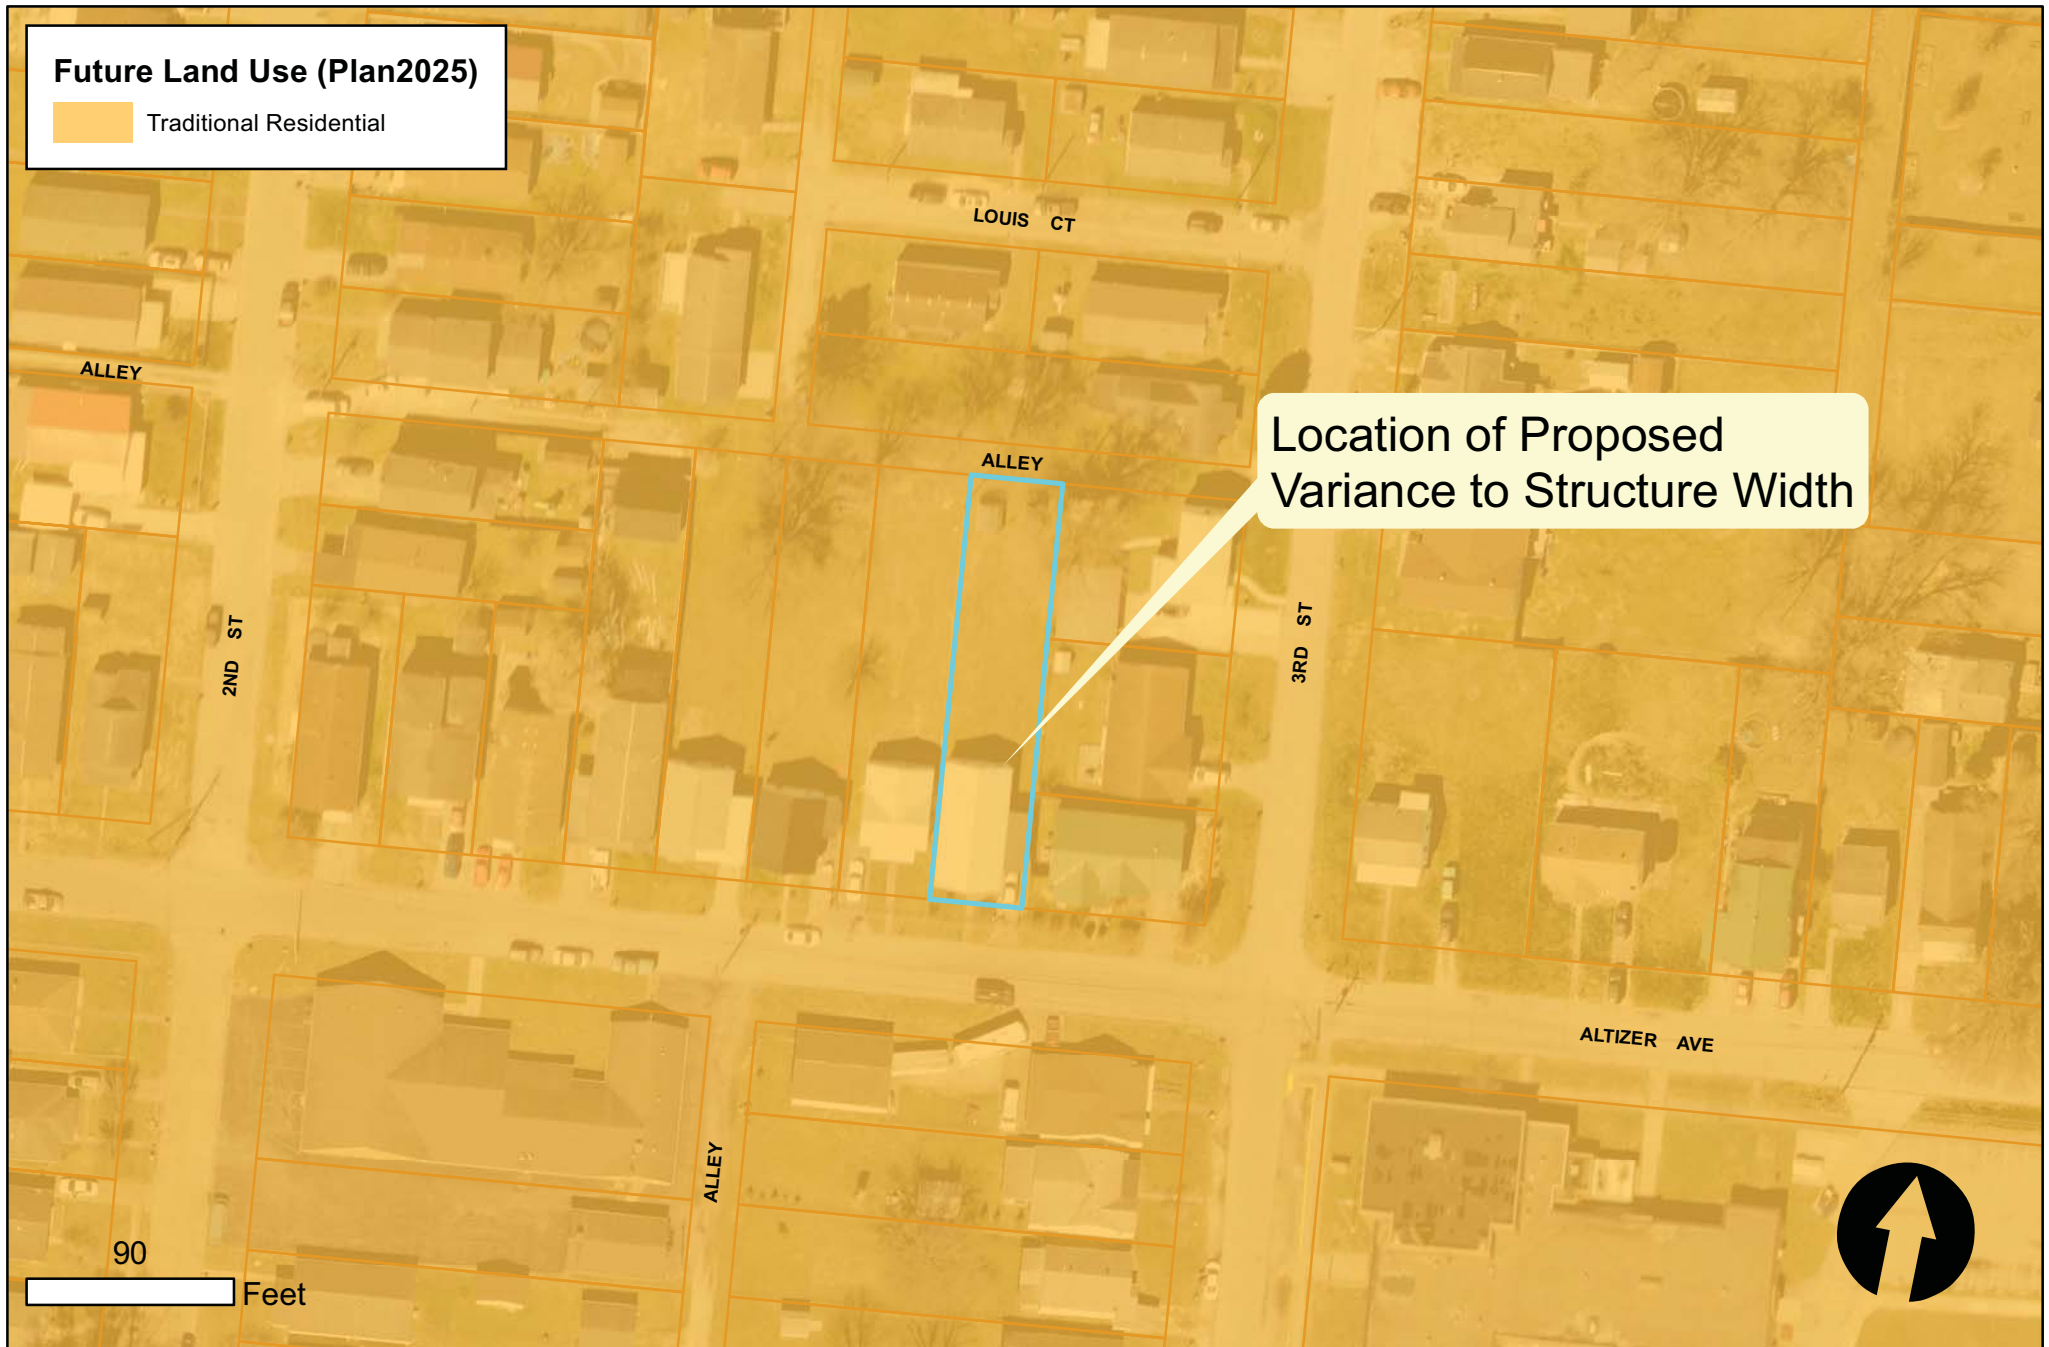 Future Land Use (Plan2025)
Traditional Residential
LOUIS CT
ALLEY
Location of Proposed
Variance to Structure Width
ALLEY
2ND ST
3RD ST
ALTIZER AVE
ALLEY
90
Feet